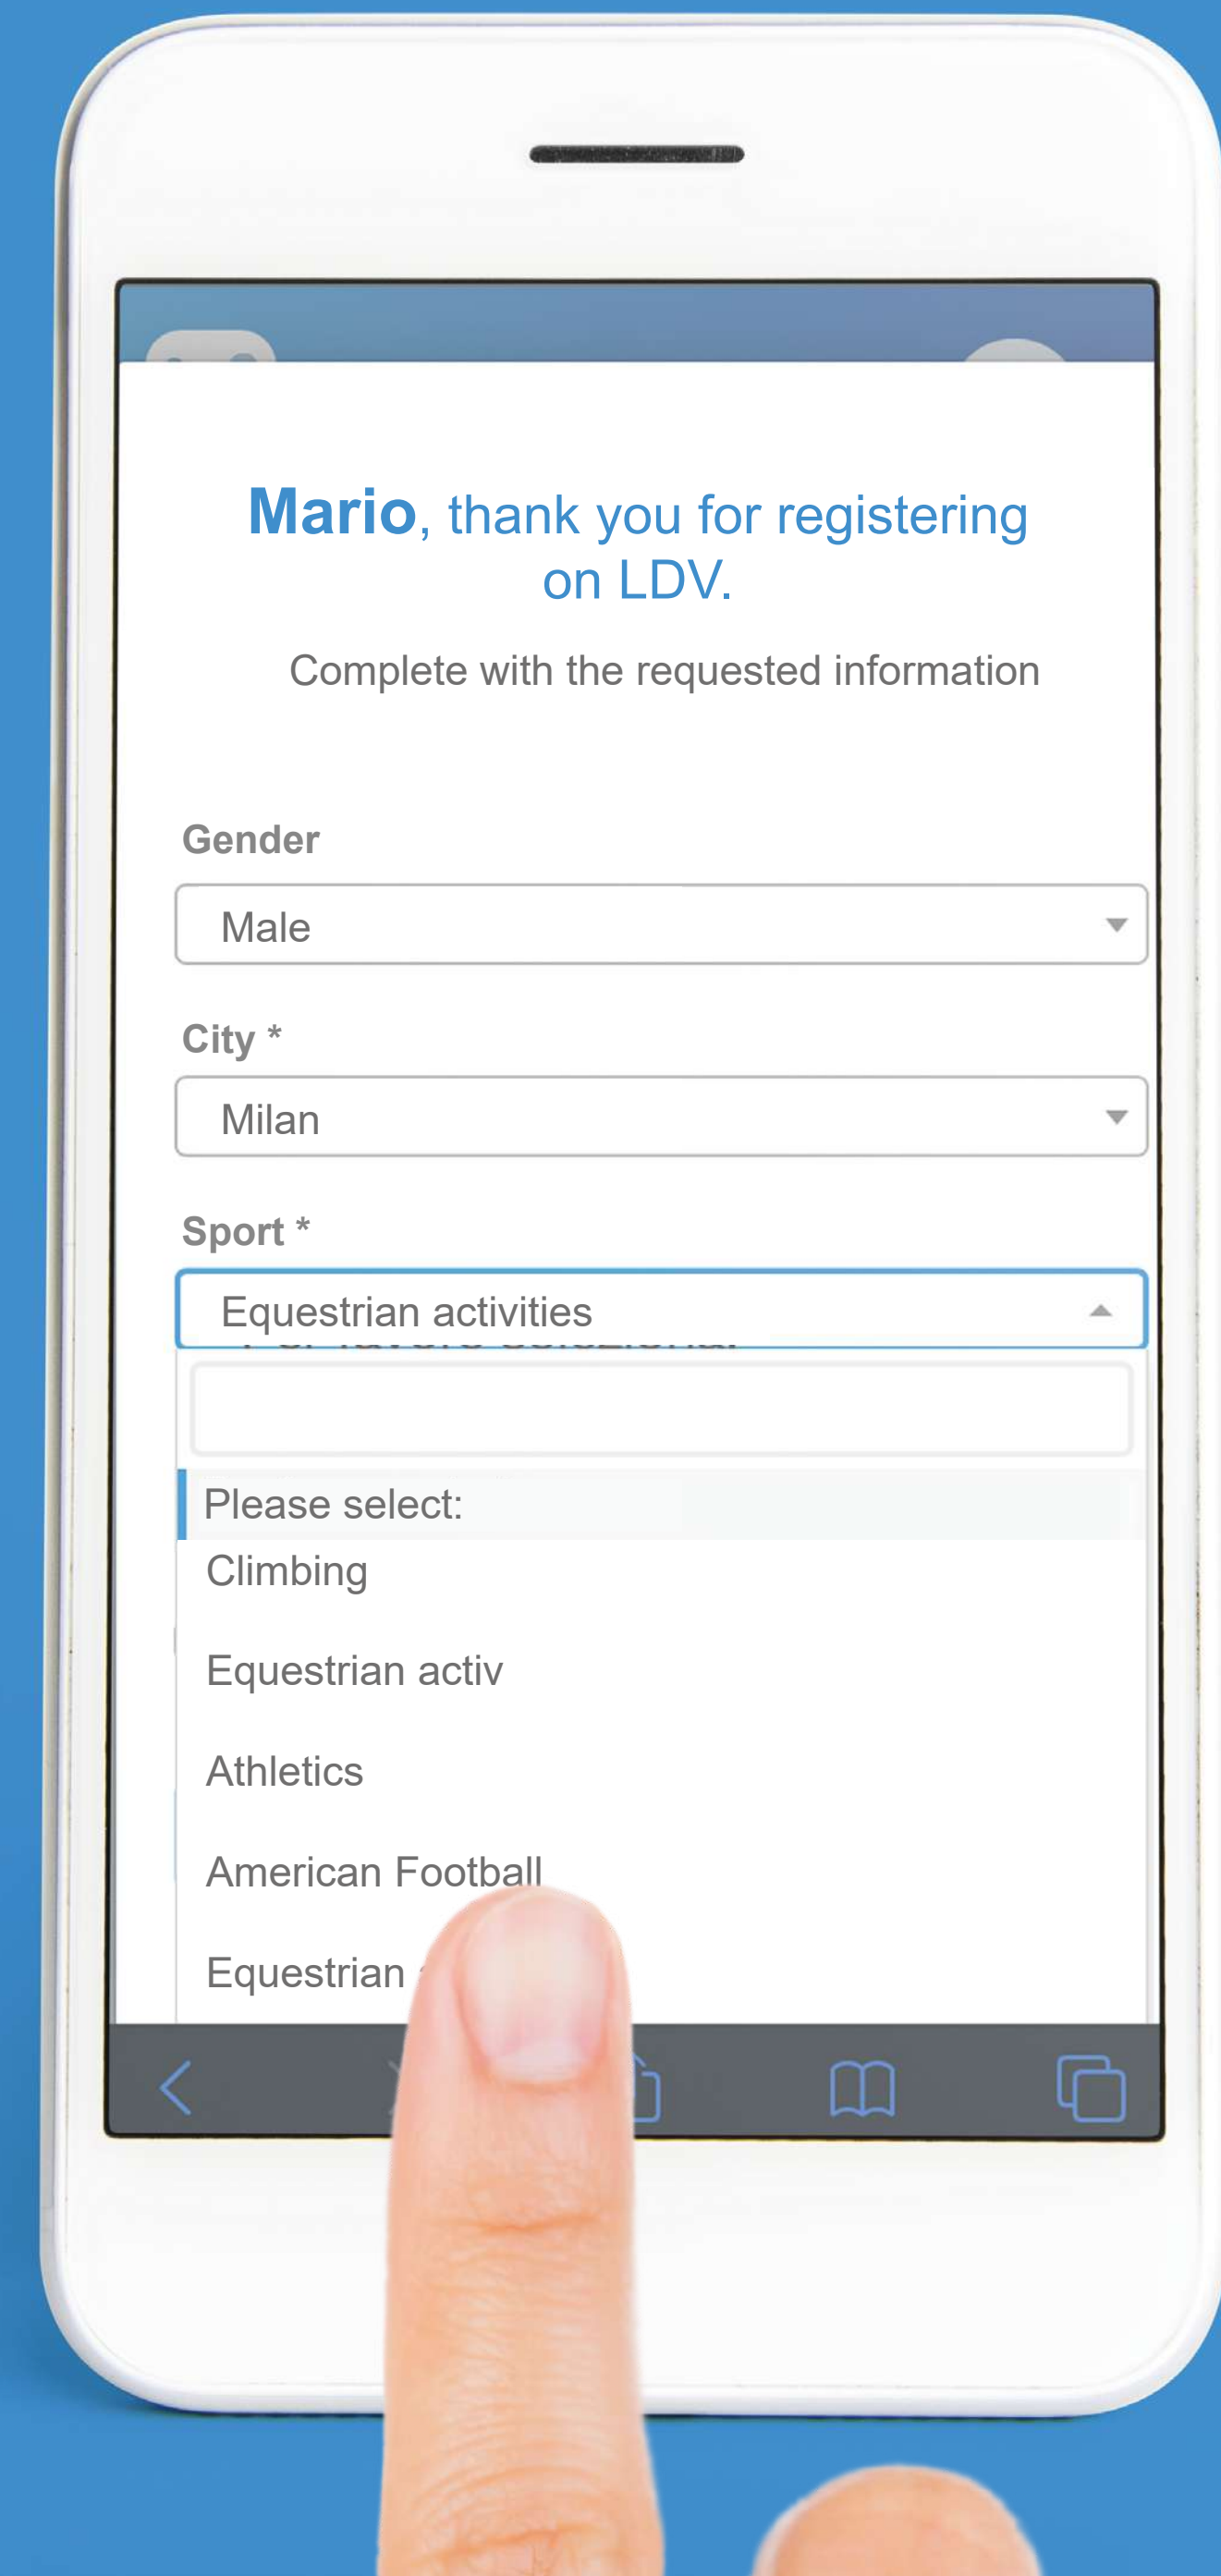 Mario, thank you for registering
on LDV.
Complete with the requested information
Gender
Male
City *
Milan
Sport *
Equestrian activities
Please select:
Climbing
Equestrian activ
Athletics
American Football
Equestrian